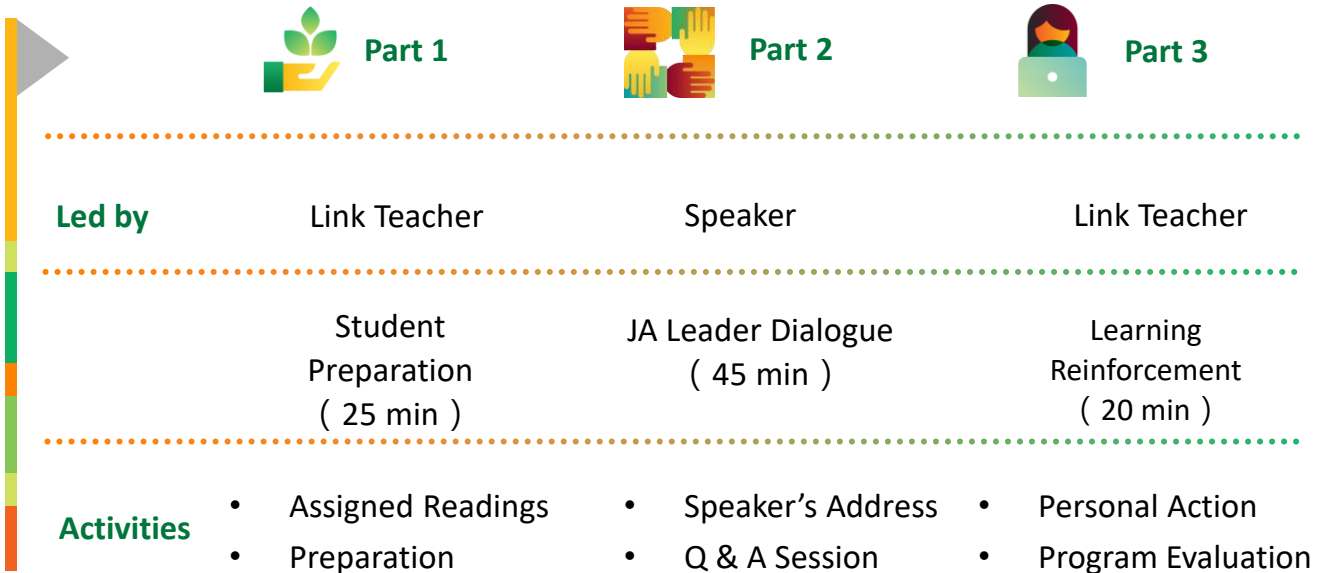 Part 1 Part 2 Part 3
Led by Link Teacher Speaker Link Teacher
Student
Preparation
( 25 min )
JA Leader Dialogue
( 45 min )
Learning
Reinforcement
( 20 min )
Activities
• Assigned Readings
• Preparation
• Speaker’s Address
• Q & A Session
• Personal Action
• Program Evaluation